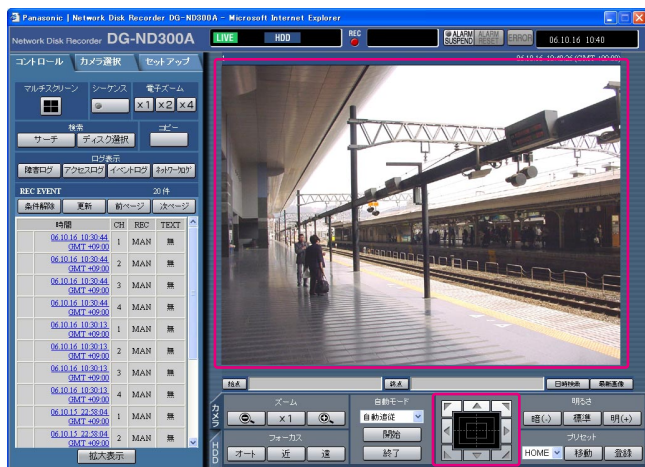 Panasonic | Network Disk Recorder DG-ND300A - Microsoft Internet Explorer
Network Disk Recorder DG-ND300A
LIVE HDD REC ALARM SUSPEND ALARM RESET ERROR 06.10.16 10:40
コントロール カメラ選択 セットアップ
マルチスクリーン シーケンス 電子ズーム
x1 x2 x4
検索 コピー
サーチ ディスク選択
ログ表示
障害ログ アクセスログ イベントログ ネットワークログ
REC EVENT 20 件
条件解除 更新 前ページ 次ページ
時間 CH REC TEXT
06.10.16 10:30:44 GMT +09:00 1 MAN 無
06.10.16 10:30:44 GMT +09:00 2 MAN 無
06.10.16 10:30:44 GMT +09:00 3 MAN 無
06.10.16 10:30:44 GMT +09:00 4 MAN 無
06.10.16 10:30:13 GMT +09:00 1 MAN 無
06.10.16 10:30:13 GMT +09:00 2 MAN 無
06.10.16 10:30:13 GMT +09:00 3 MAN 無
06.10.16 10:30:13 GMT +09:00 4 MAN 無
06.10.15 22:58:04 GMT +09:00 1 MAN 無
06.10.15 22:58:04 GMT +09:00 2 MAN 無
拡大表示
始点 終点 日時検索 最新画像
カメラ
HDD
ズーム 自動モード 明るさ
x1 自動追従 暗(-) 標準 明(+)
フォーカス 開始 プリセット
オート 近 遠 終了 HOME 移動 登録